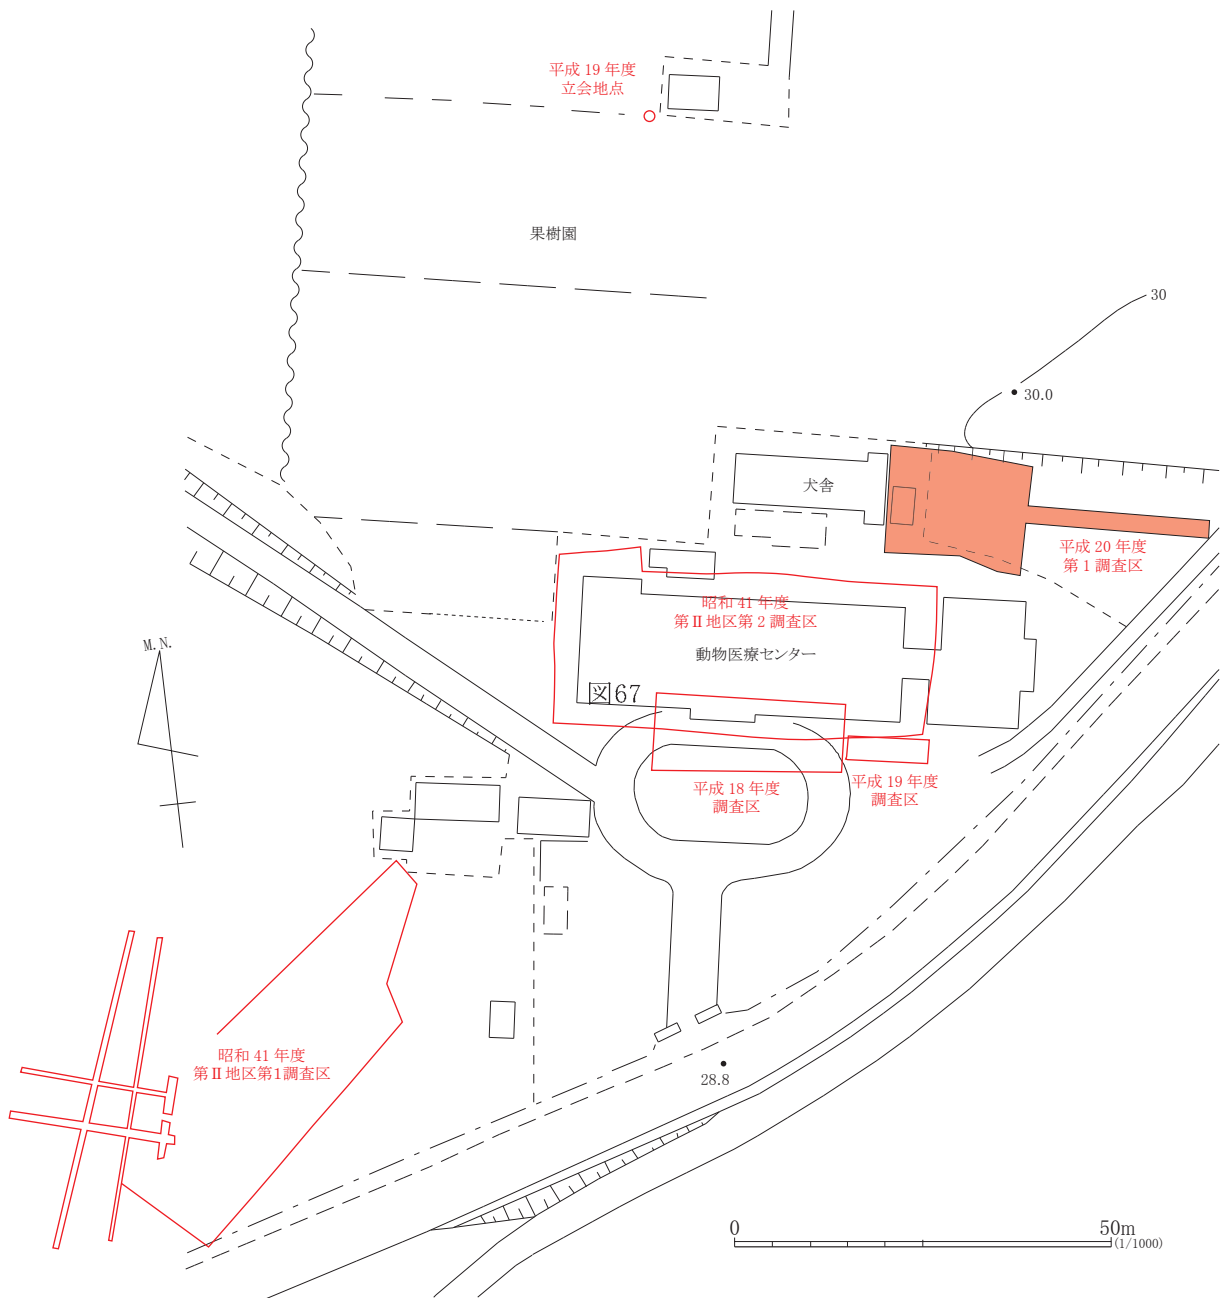 平成 19 年度
立会地点
果樹園
30
30.0
犬舎
平成 20 年度
第 1 調査区
昭和 41 年度
第Ⅱ地区第 2 調査区
動物医療センター
M.N.
図67
平成 18 年度
調査区
平成 19 年度
調査区
昭和 41 年度
第Ⅱ地区第1調査区
28.8
0
50m
(1/1000)